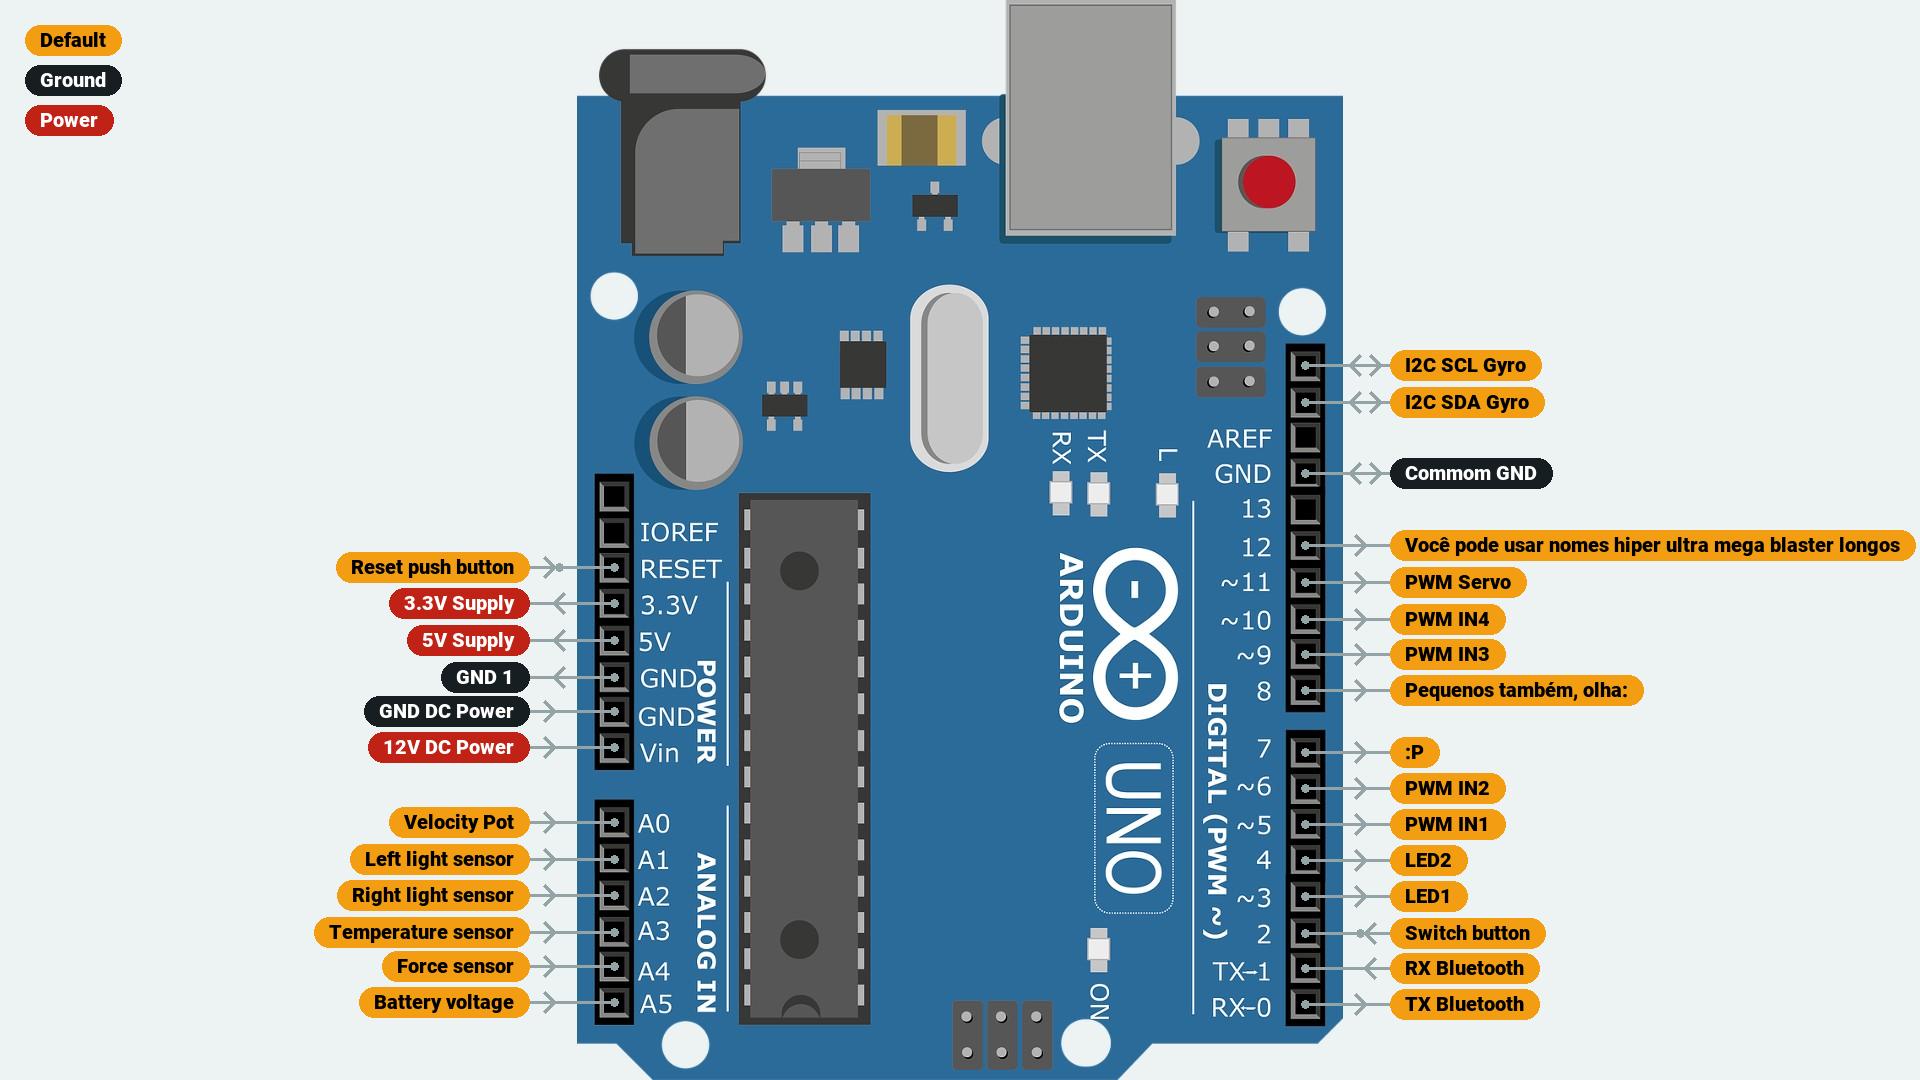 Default
Ground
Power
I2C SCL Gyro
I2C SDA Gyro
RX
TX
L
AREF
GND
Commom GND
13
IOREF
12
Você pode usar nomes hiper ultra mega blaster longos
Reset push button
RESET
~11
PWM Servo
3.3V Supply
3.3V
~10
PWM IN4
5V Supply
5V
~9
PWM IN3
GND 1
GND
8
Pequenos também, olha:
GND DC Power
GND
12V DC Power
Vin
POWER
ARDUINO
UNO
DIGITAL (PWM ~)
7
:P
~6
PWM IN2
Velocity Pot
A0
~5
PWM IN1
Left light sensor
A1
4
LED2
Right light sensor
A2
~3
LED1
Temperature sensor
A3
2
Switch button
Force sensor
A4
TX-1
RX Bluetooth
Battery voltage
A5
RX-0
TX Bluetooth
ANALOG IN
ON